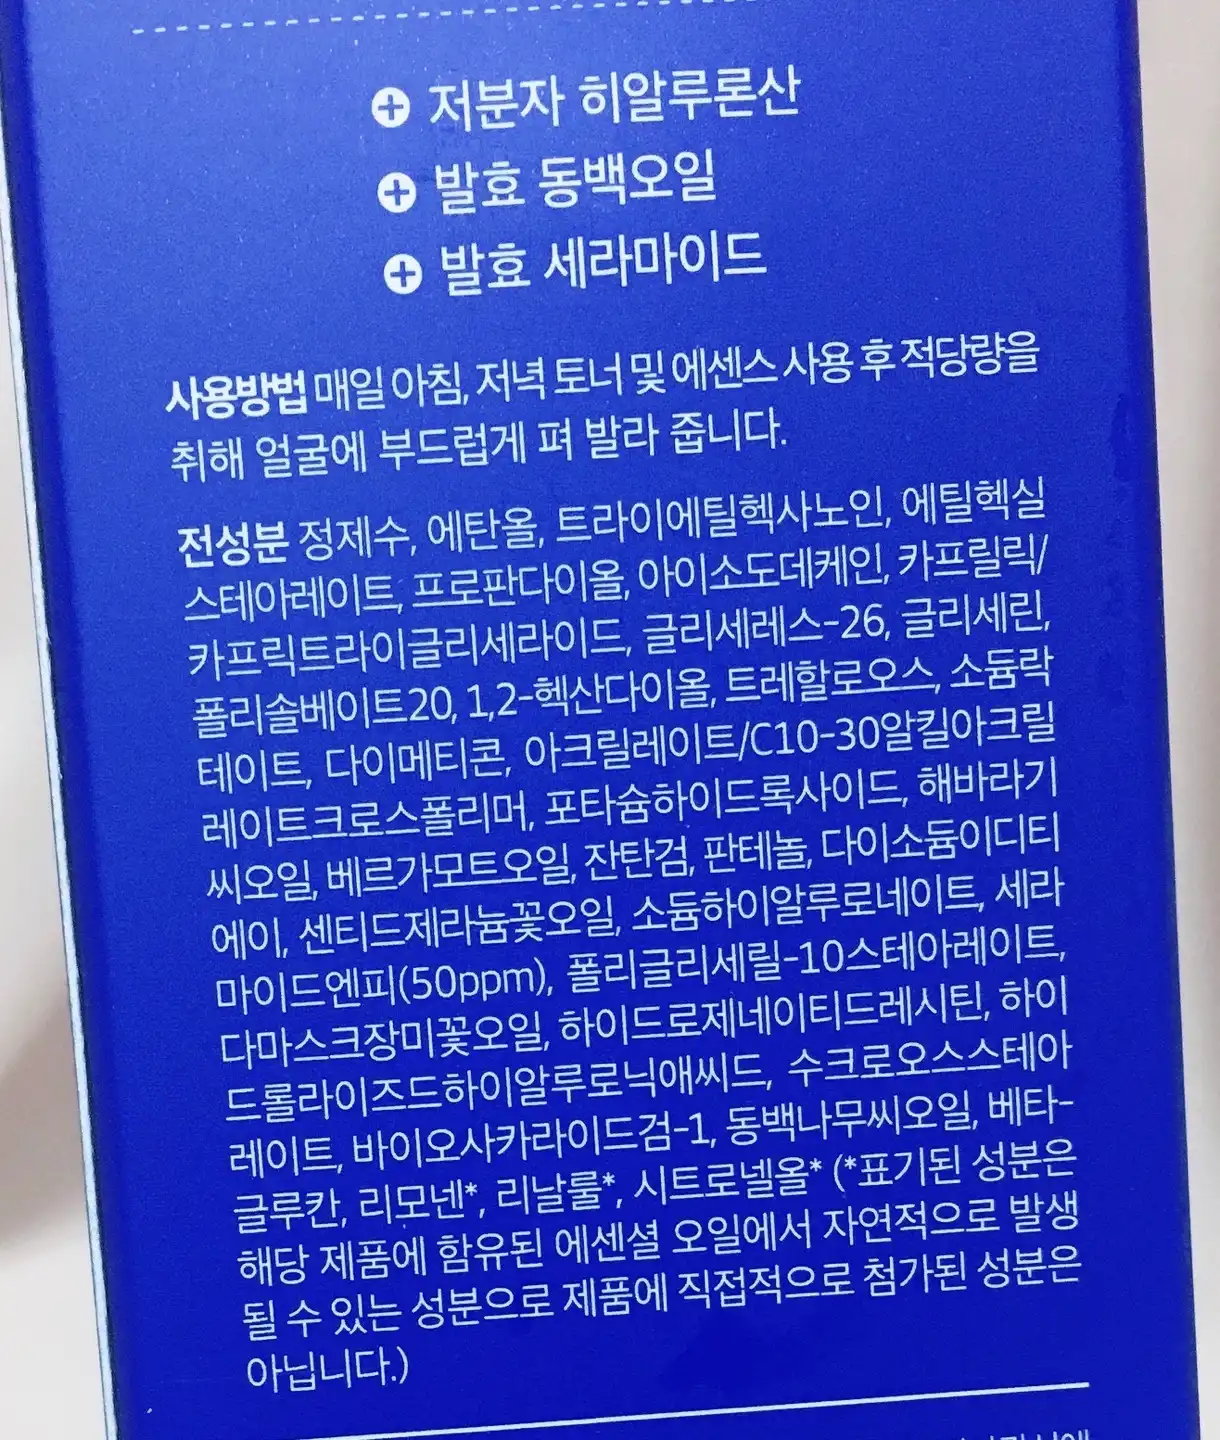 저분자 히알루론산
발효 동백오일
발효 세라마이드
사용방법 매일 아침, 저녁 토너 및 에센스 사용 후 적당량을
취해 얼굴에 부드럽게 펴 발라 줍니다.
전성분 정제수, 에탄올, 트라이에틸헥사노인, 에틸헥실
스테아레이트, 프로판다이올, 아이소도데케인, 카프릴릭/
카프릭트라이글리세라이드, 글리세레스-26, 글리세린,
폴리솔베이트20, 1,2-헥산다이올, 트레할로오스, 소듐락
테이트, 다이메티콘, 아크릴레이트/C10-30알킬아크릴
레이트크로스폴리머, 포타슘하이드록사이드, 해바라기
씨오일, 베르가모트오일, 잔탄검, 판테놀, 다이소듐이디티
에이, 센티드제라늄꽃오일, 소듐하이알루로네이트, 세라
마이드엔피(50ppm), 폴리글리세릴-10스테아레이트,
다마스크장미꽃오일, 하이드로제네이티드레시틴, 하이
드롤라이즈드하이알루로닉애씨드, 수크로오스스테아
레이트, 바이오사카라이드검-1, 동백나무씨오일, 베타-
글루칸, 리모넨*, 리날룰*, 시트로넬올* (*표기된 성분은
해당 제품에 함유된 에센셜 오일에서 자연적으로 발생
될 수 있는 성분으로 제품에 직접적으로 첨가된 성분은
아닙니다.)